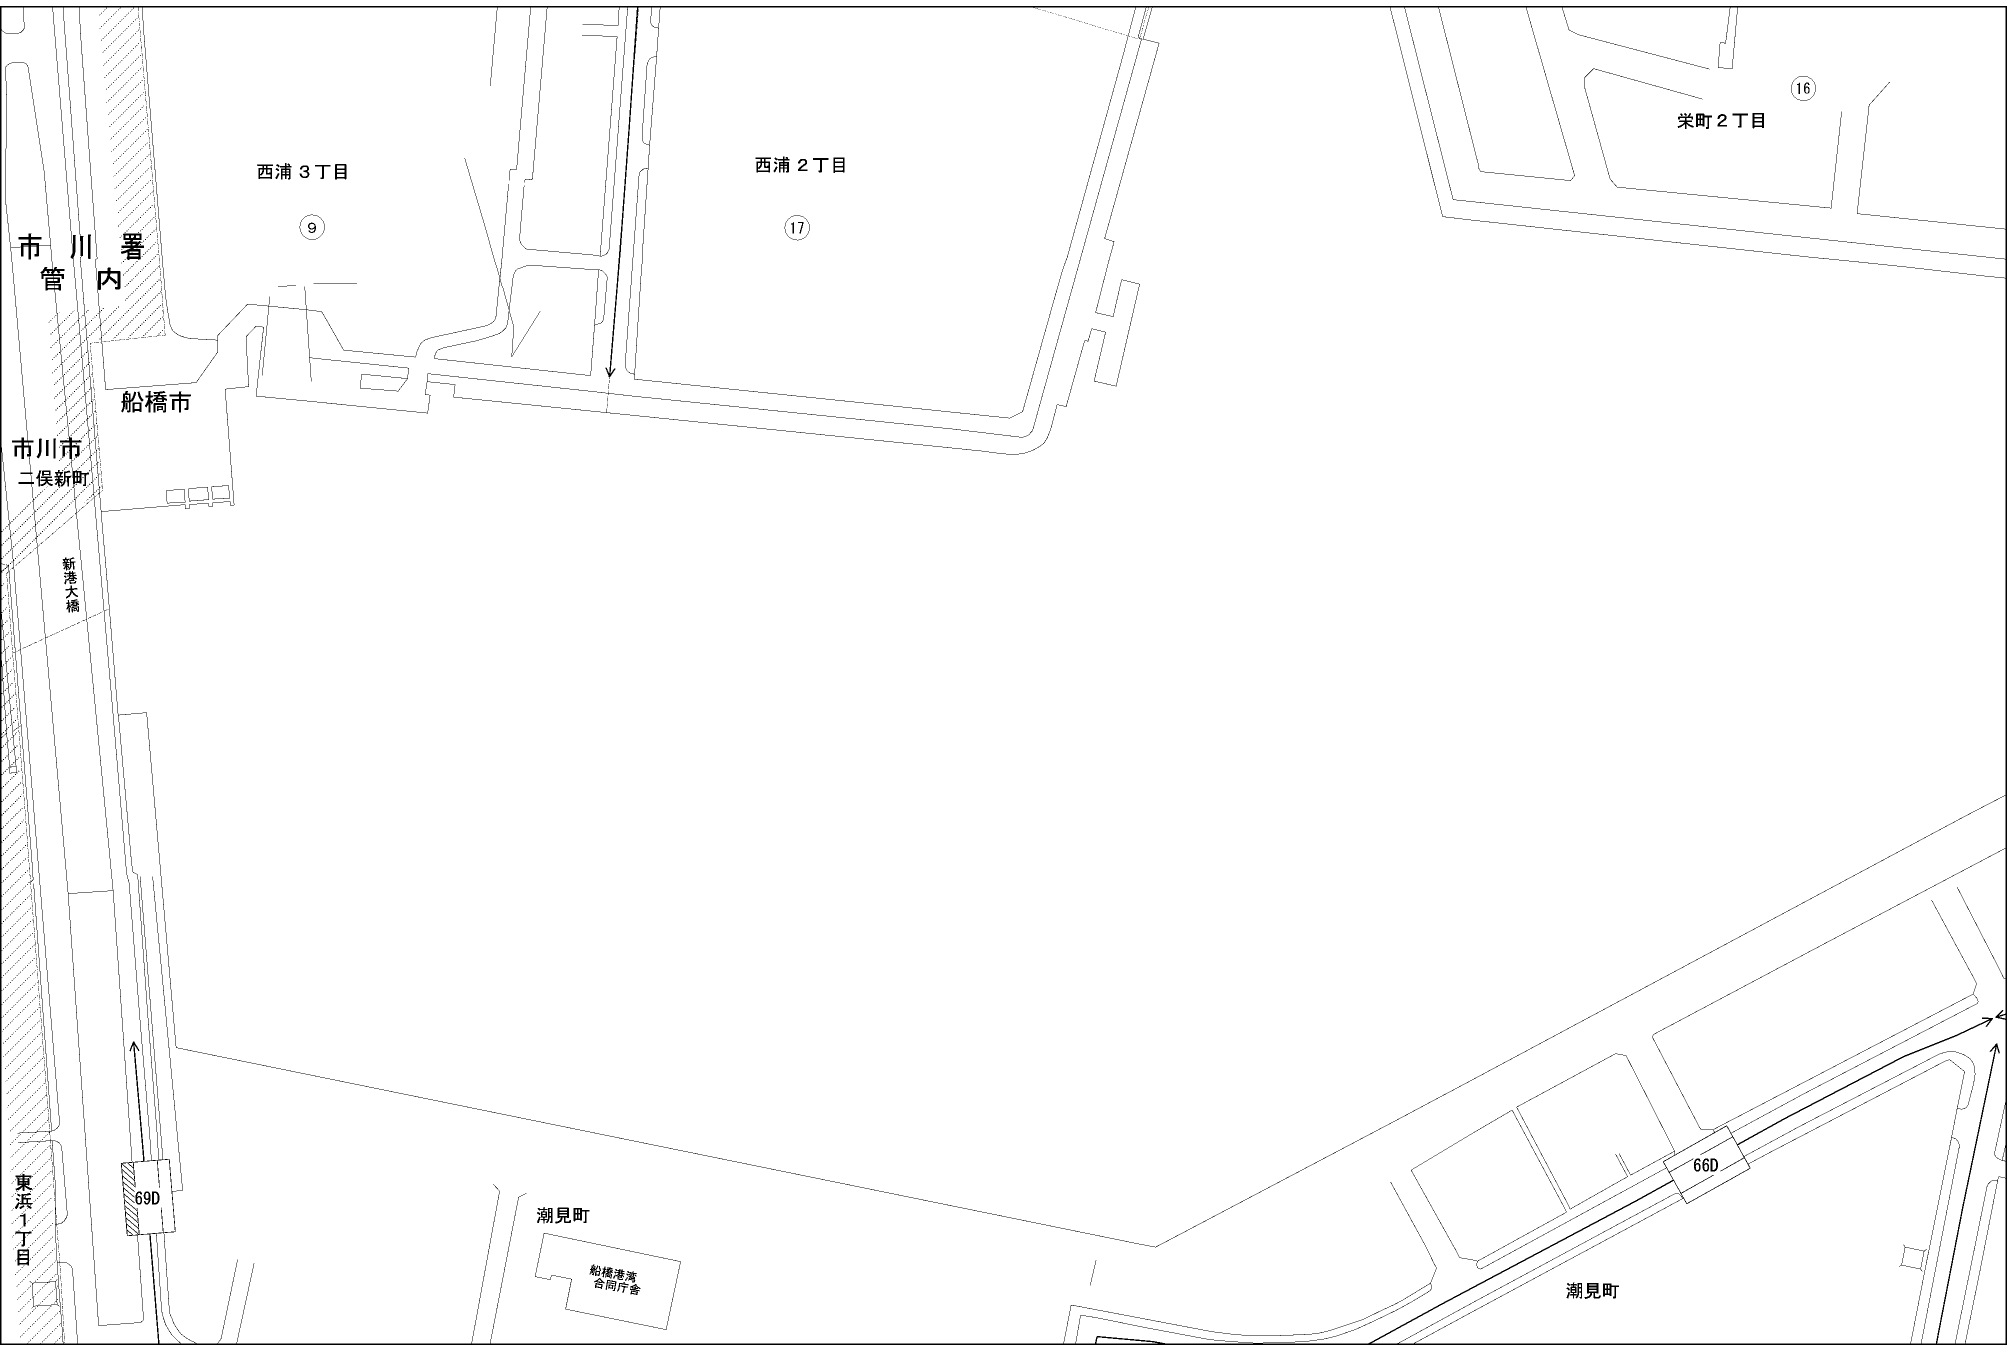 16
栄町２丁目
西浦２丁目
西浦３丁目
17
9
市川署
管内
船橋市
市川市
二俣新町
新港大橋
66D
東浜１丁目
69D
潮見町
船橋港湾
合同庁舎
潮見町